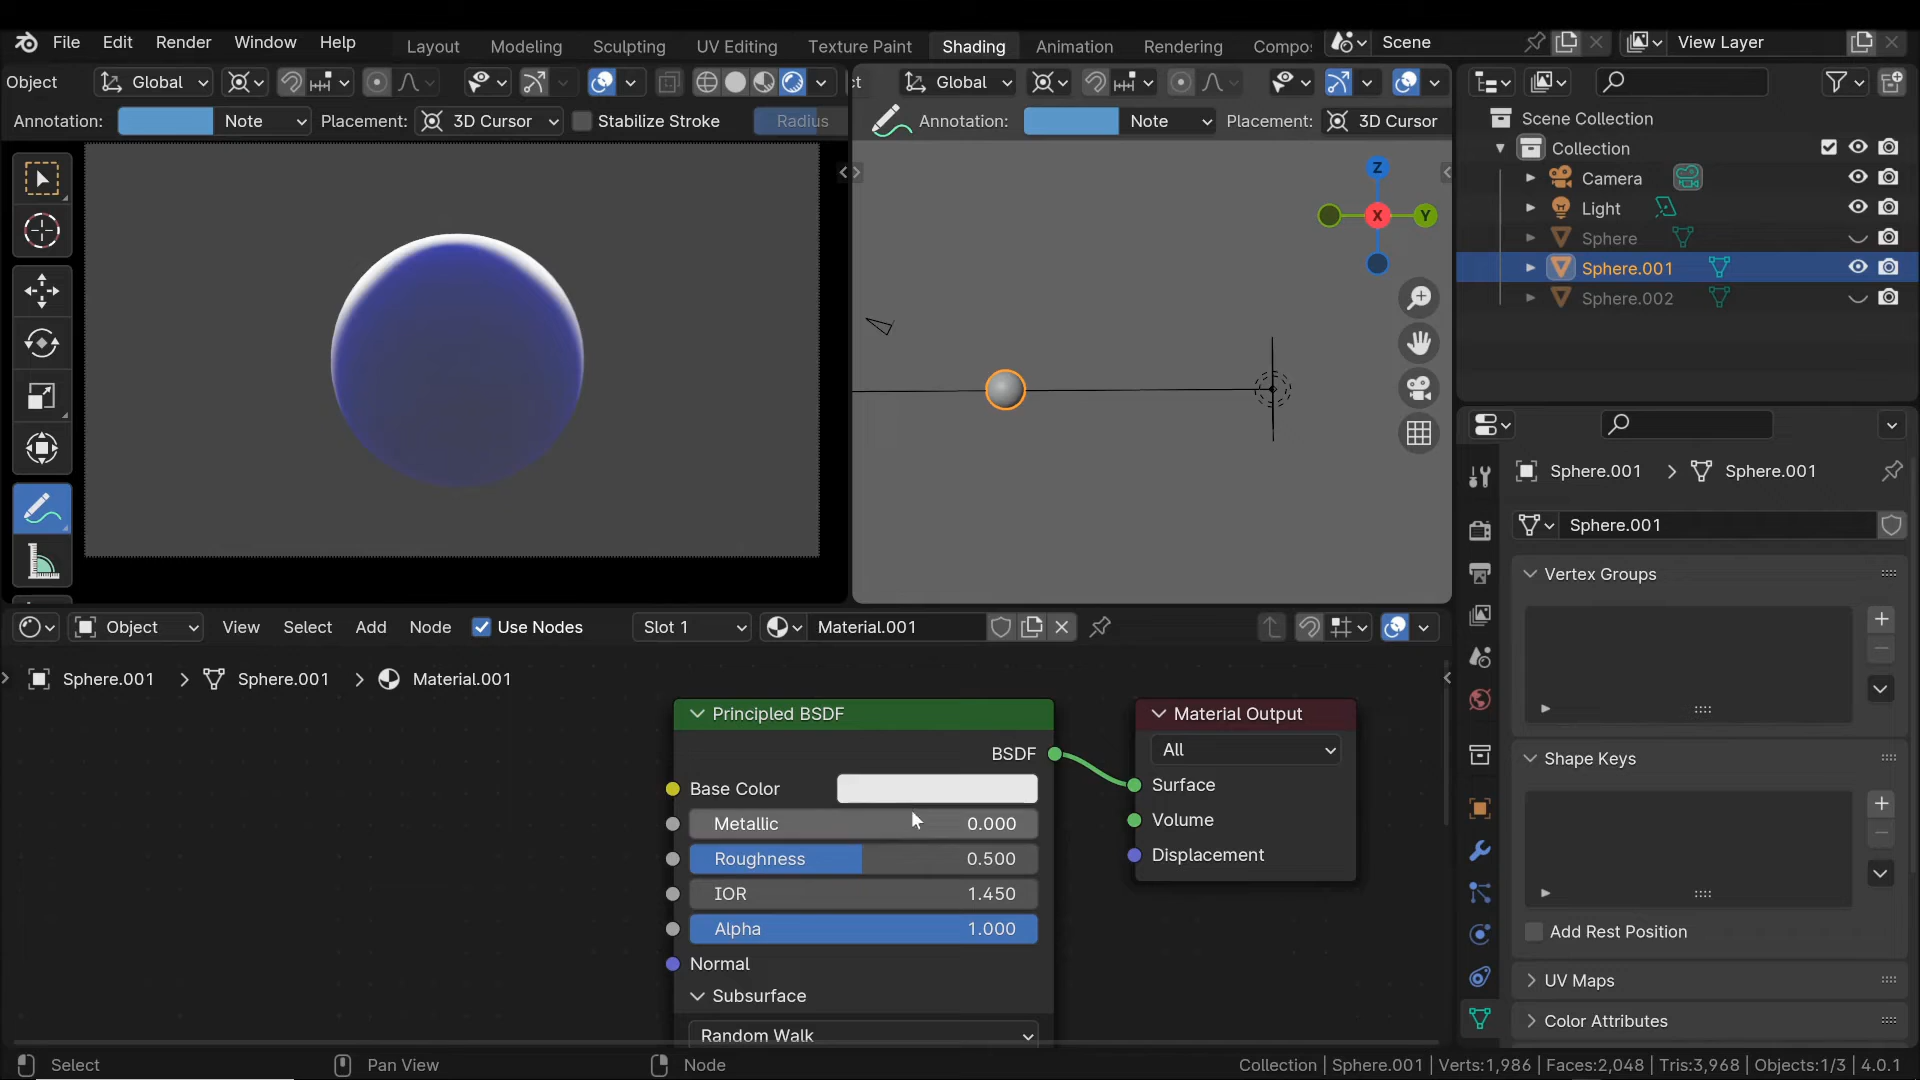 File Edit Render Window Help Layout Modeling Sculpting UV Editing Texture Paint Shading Animation Rendering Compo Scene View Layer
Object Global ct Global
Annotation: Note Placement: 3D Cursor Stabilize Stroke Radius Annotation: Note Placement: 3D Cursor
Scene Collection
Collection
Camera
Light
Sphere
Sphere.001
Sphere.002
Z
X
Y
Sphere.001 Sphere.001
Sphere.001
Vertex Groups
Shape Keys
Add Rest Position
UV Maps
Color Attributes
Object View Select Add Node Use Nodes Slot 1 Material.001
Sphere.001 Sphere.001 Material.001
Principled BSDF
BSDF
Base Color
Metallic 0.000
Roughness 0.500
IOR 1.450
Alpha 1.000
Normal
Subsurface
Random Walk
Material Output
All
Surface
Volume
Displacement
Select Pan View Node Collection | Sphere.001 | Verts:1,986 | Faces:2,048 | Tris:3,968 | Objects:1/3 | 4.0.1